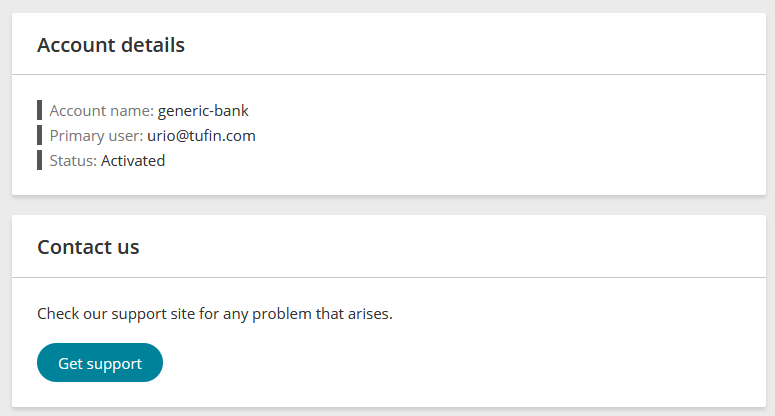 Account details
Account name: generic-bank
Primary user: urio@tufin.com
Status: Activated
Contact us
Check our support site for any problem that arises.
Get support